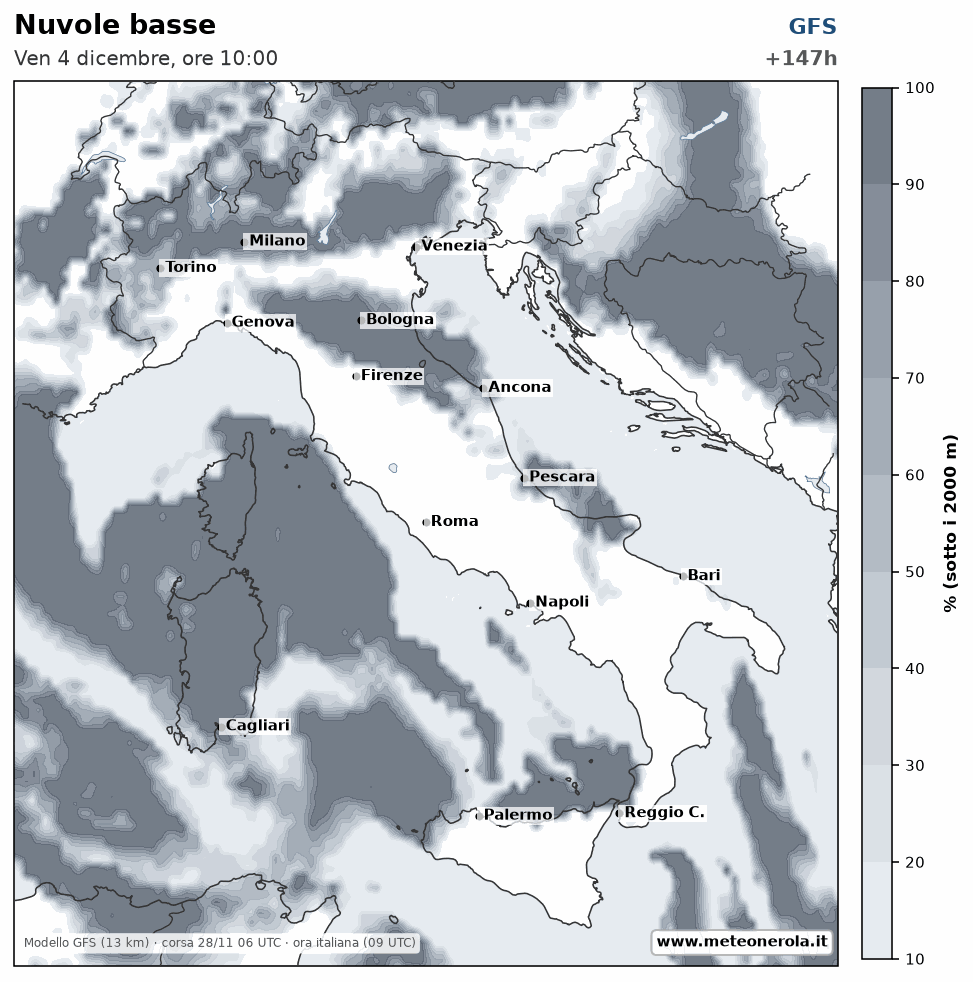 Nuvole basse
GFS
Ven 4 dicembre, ore 10:00
+147h
100
90
80
70
60
50
40
30
20
10
% (sotto i 2000 m)
Milano
Venezia
Torino
Genova
Bologna
Firenze
Ancona
Pescara
Roma
Bari
Napoli
Cagliari
Palermo
Reggio C.
Modello GFS (13 km) · corsa 28/11 06 UTC · ora italiana (09 UTC)
www.meteonerola.it